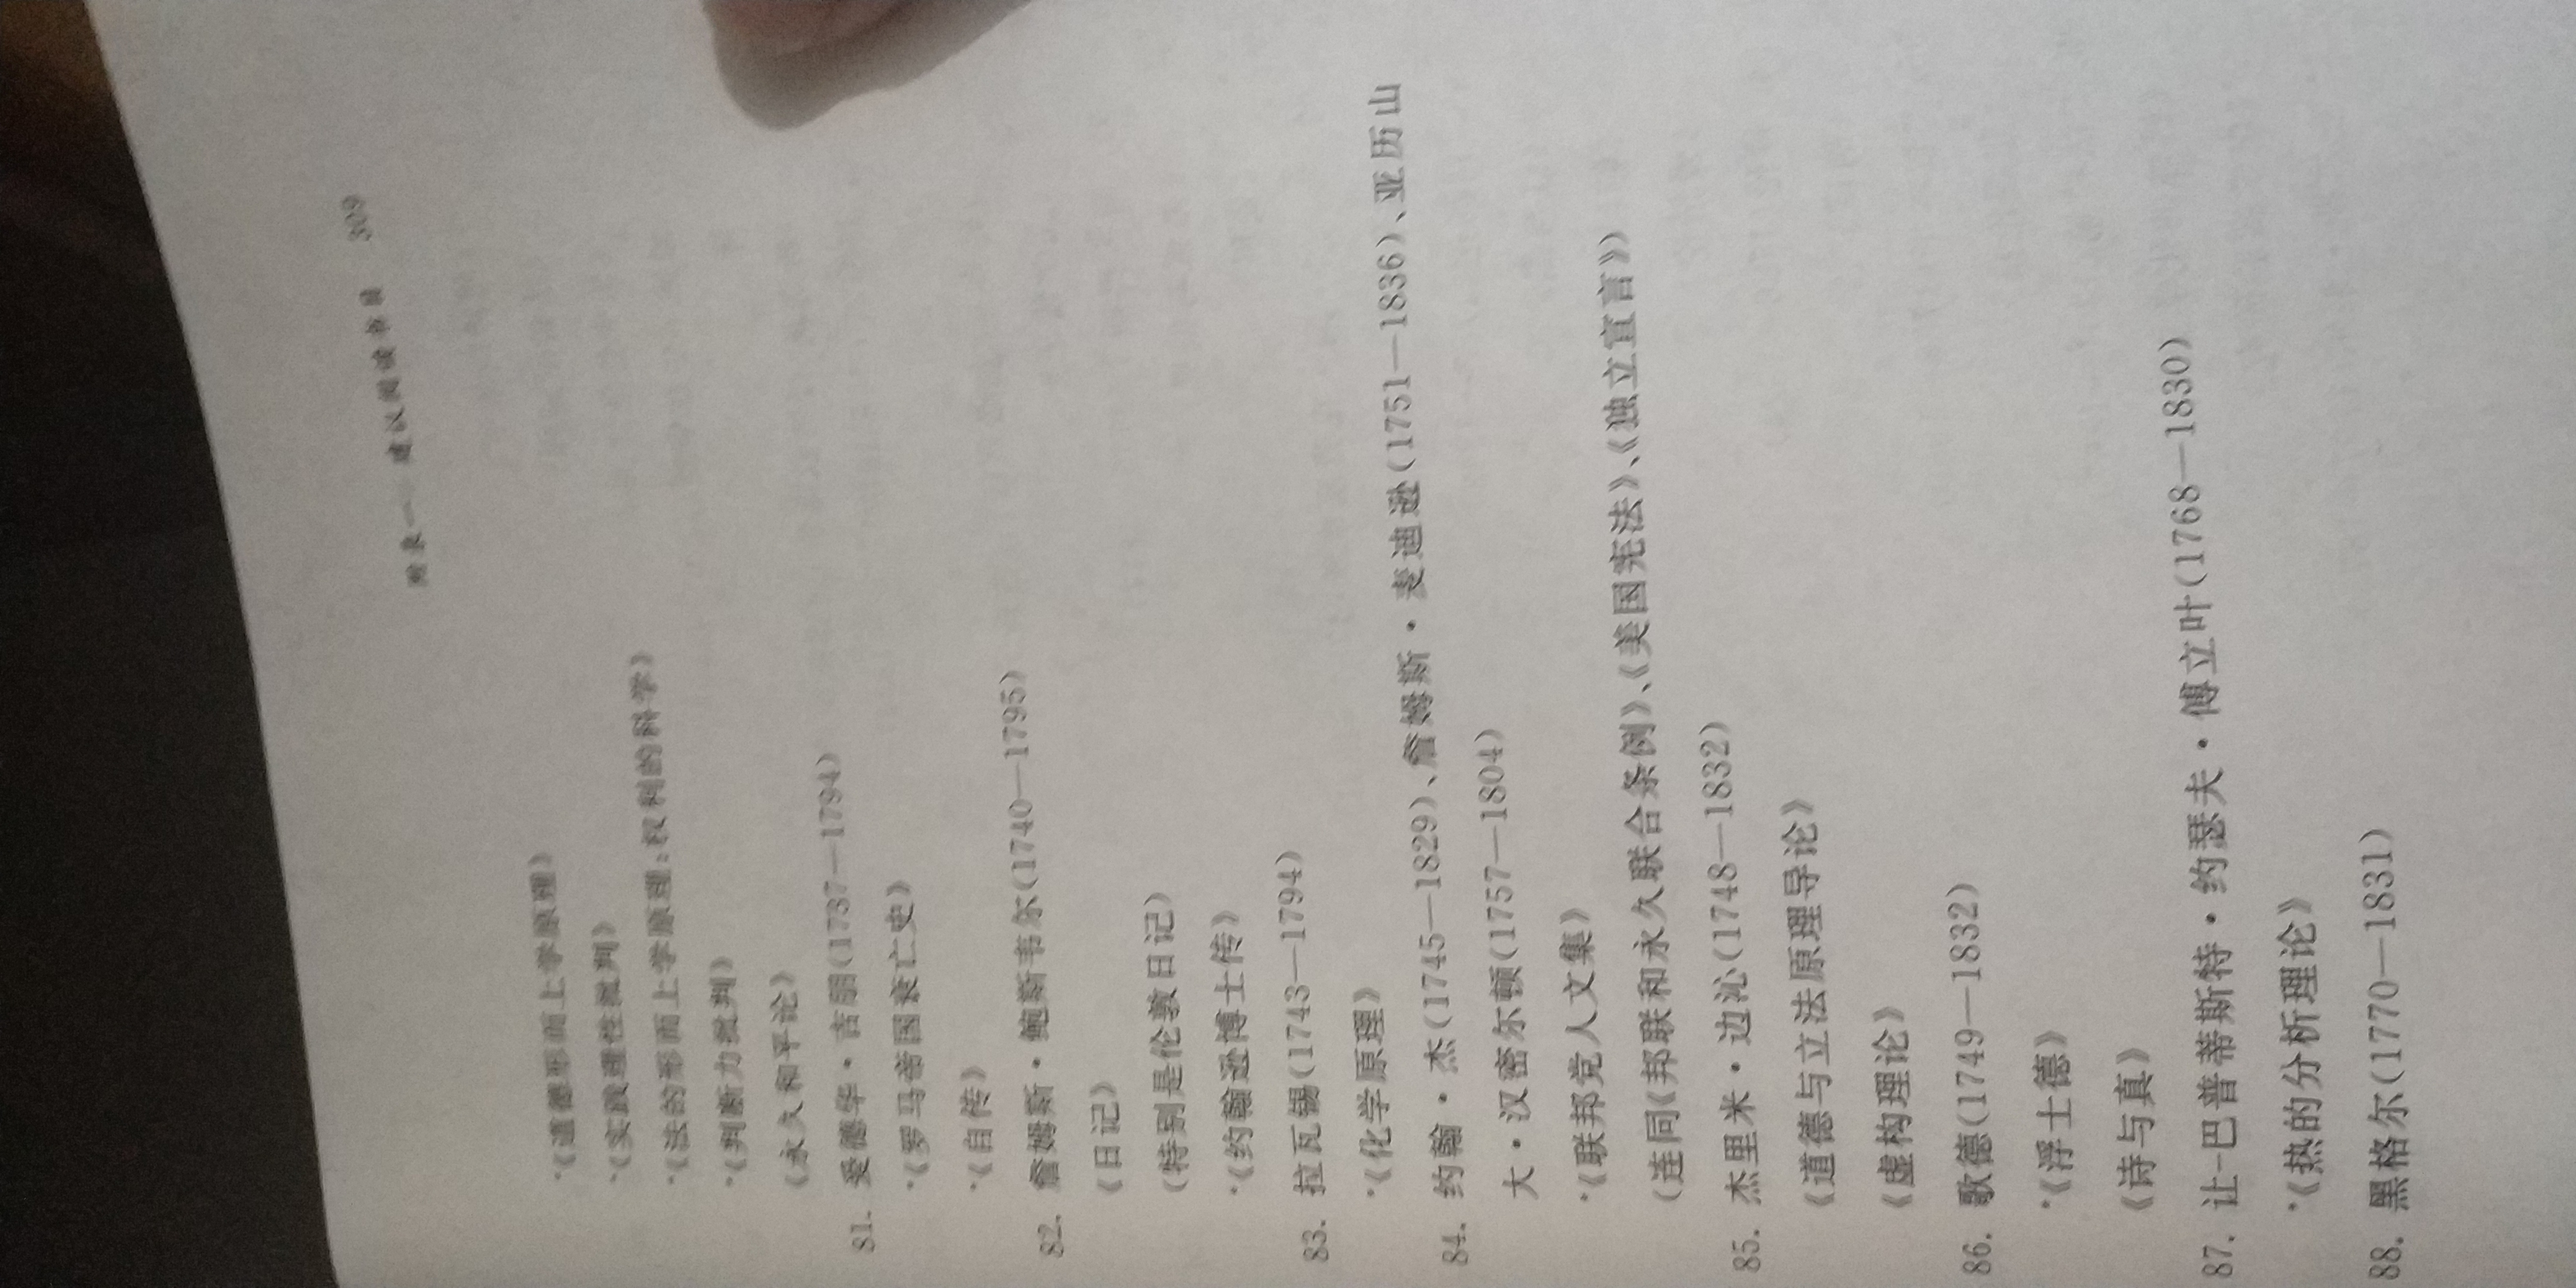 附录一 建议阅读书目 309
*《道德形而上学原理》
*《实践理性批判》
*《法的形而上学原理:权利的科学》
*《判断力批判》
《永久和平论》
81. 爱德华·吉朋(1737—1794)
*《罗马帝国衰亡史》
*《自传》
82. 詹姆斯·鲍斯韦尔(1740—1795)
《日记》
(特别是伦敦日记)
*《约翰逊博士传》
83. 拉瓦锡(1743—1794)
*《化学原理》
84. 约翰·杰(1745—1829)、詹姆斯·麦迪逊(1751—1836)、亚历山
大·汉密尔顿(1757—1804)
*《联邦党人文集》
(连同《邦联和永久联合条例》、《美国宪法》、《独立宣言》)
85. 杰里米·边沁(1748—1832)
《道德与立法原理导论》
《虚构理论》
86. 歌德(1749—1832)
*《浮士德》
《诗与真》
87. 让-巴普蒂斯特·约瑟夫·傅立叶(1768—1830)
*《热的分析理论》
88. 黑格尔(1770—1831)